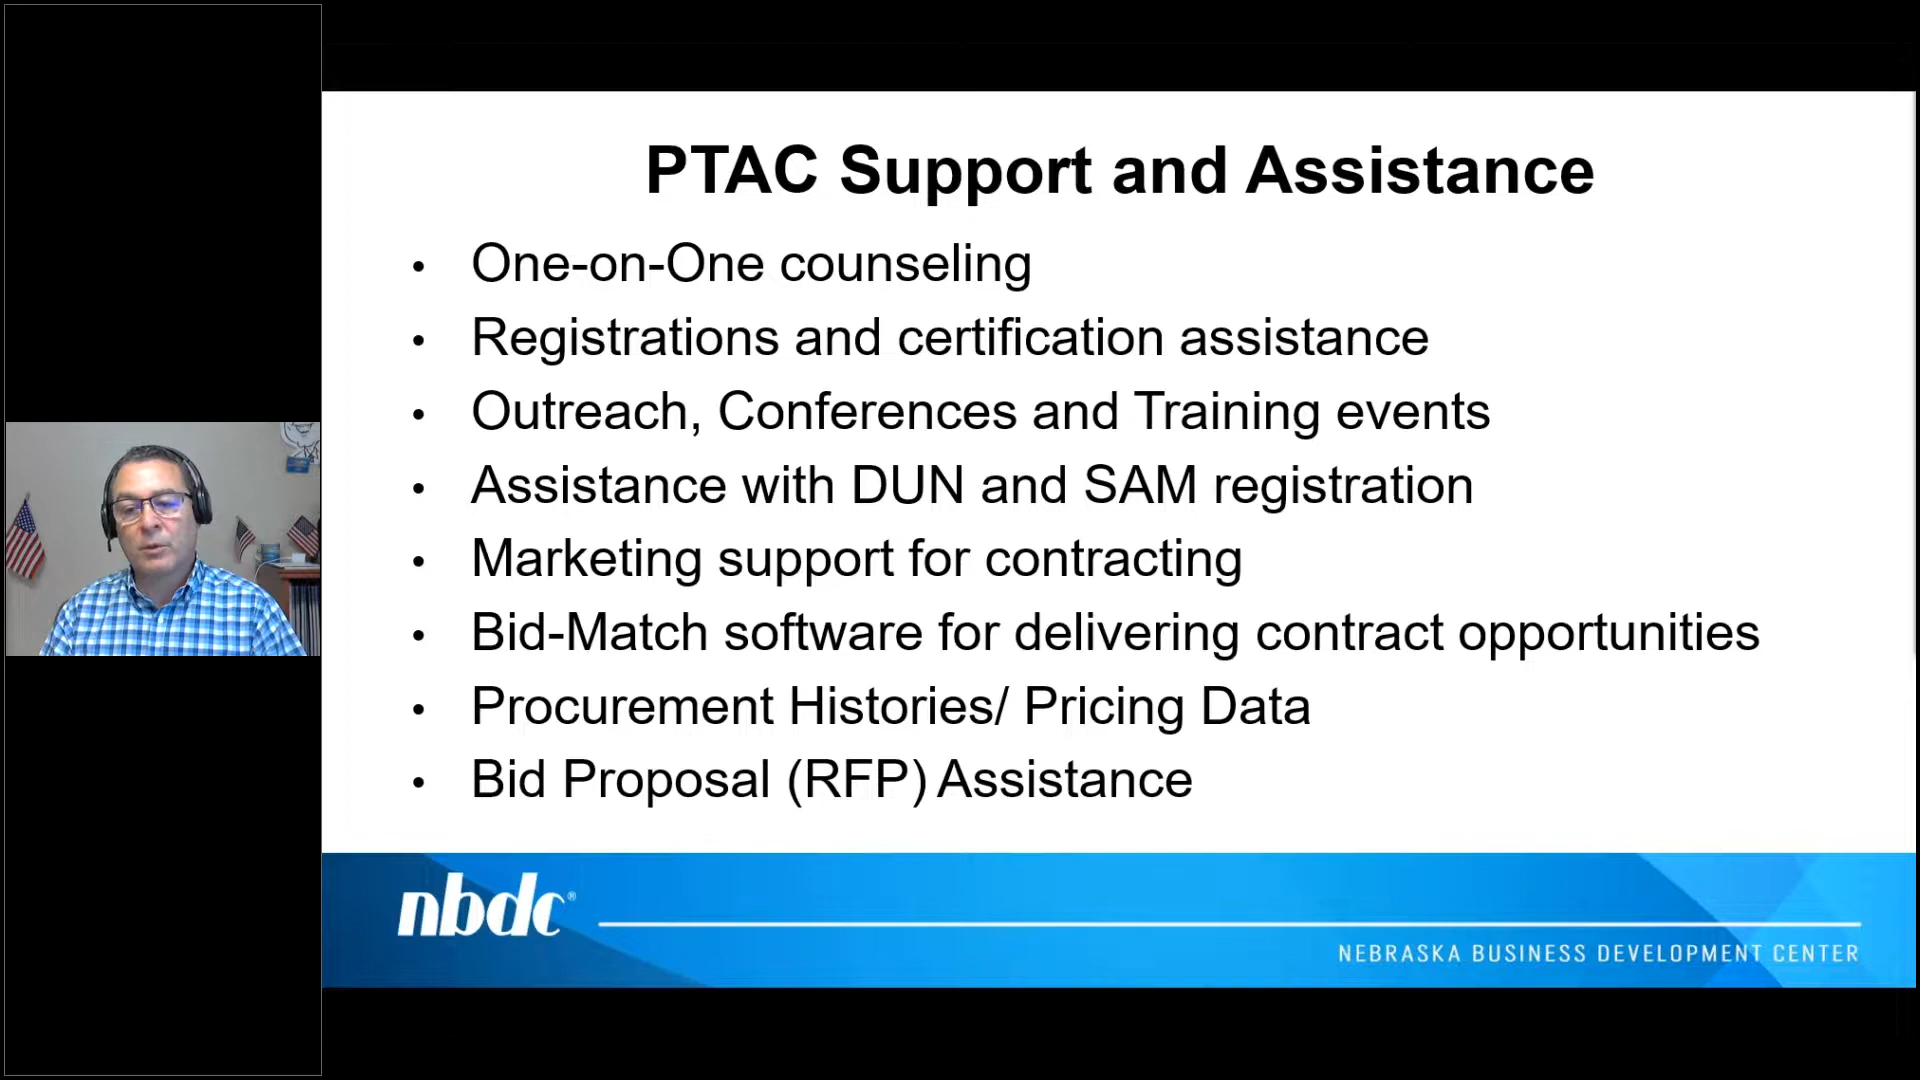 PTAC Support and Assistance
• One-on-One counseling
• Registrations and certification assistance
• Outreach, Conferences and Training events
• Assistance with DUN and SAM registration
• Marketing support for contracting
• Bid-Match software for delivering contract opportunities
• Procurement Histories/ Pricing Data
• Bid Proposal (RFP) Assistance
nbdc®
NEBRASKA BUSINESS DEVELOPMENT CENTER